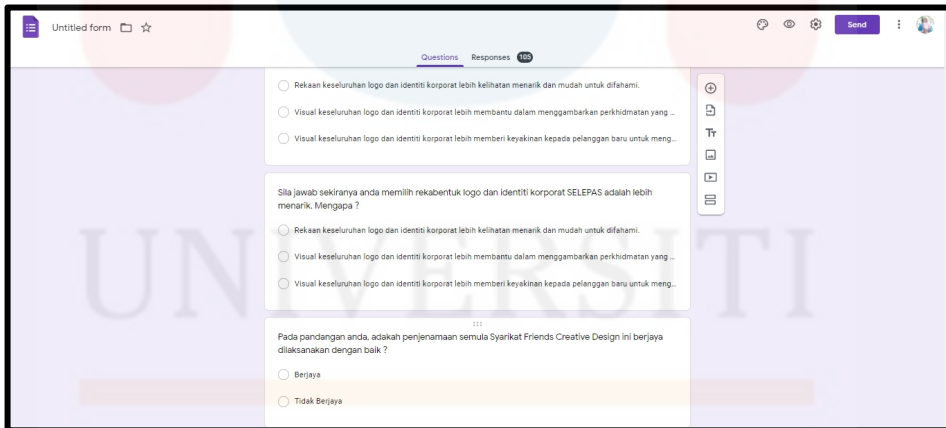 Untitled form
Send
Questions Responses 105
Rekaan keseluruhan logo dan identiti korporat lebih kelihatan menarik dan mudah untuk difahami.
Visual keseluruhan logo dan identiti korporat lebih membantu dalam menggambarkan perkhidmatan yang ...
Visual keseluruhan logo dan identiti korporat lebih memberi keyakinan kepada pelanggan baru untuk meng...
Sila jawab sekiranya anda memilih rekabentuk logo dan identiti korporat SELEPAS adalah lebih
menarik. Mengapa ?
Rekaan keseluruhan logo dan identiti korporat lebih kelihatan menarik dan mudah untuk difahami.
Visual keseluruhan logo dan identiti korporat lebih membantu dalam menggambarkan perkhidmatan yang ...
Visual keseluruhan logo dan identiti korporat lebih memberi keyakinan kepada pelanggan baru untuk meng...
UNIVERSITI
Pada pandangan anda, adakah penjenamaan semula Syarikat Friends Creative Design ini berjaya
dilaksanakan dengan baik ?
Berjaya
Tidak Berjaya